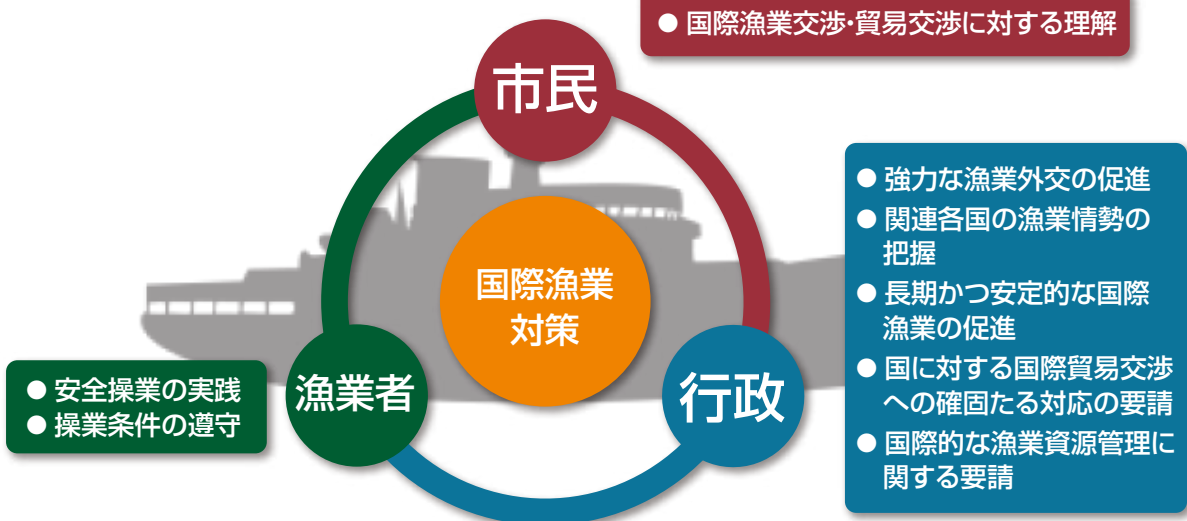 ● 国際漁業交渉・貿易交渉に対する理解
市民
国際漁業
対策
漁業者
行政
● 安全操業の実践
● 操業条件の遵守
● 強力な漁業外交の促進
● 関連各国の漁業情勢の
把握
● 長期かつ安定的な国際
漁業の促進
● 国に対する国際貿易交渉
への確固たる対応の要請
● 国際的な漁業資源管理に
関する要請